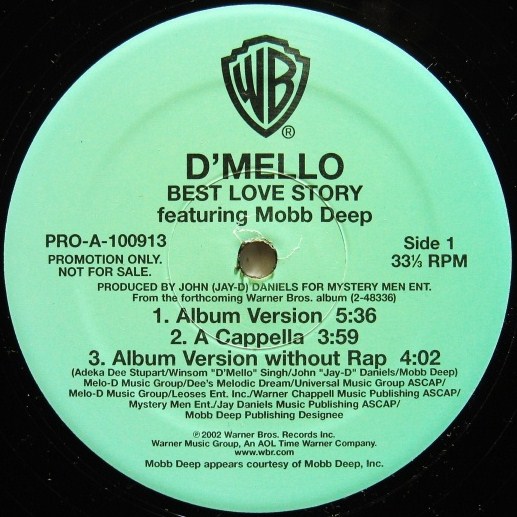 WB
®
D'MELLO
BEST LOVE STORY
featuring Mobb Deep
PRO-A-100913
PROMOTION ONLY.
NOT FOR SALE.
Side 1
33⅓ RPM
PRODUCED BY JOHN (JAY-D) DANIELS FOR MYSTERY MEN ENT.
From the forthcoming Warner Bros. album (2-48336)
1. Album Version 5:36
2. A Cappella 3:59
3. Album Version without Rap 4:02
(Adeka Dee Stupart/Winsom "D'Mello" Singh/John "Jay-D" Daniels/Mobb Deep)
Melo-D Music Group/Dee's Melodic Dream/Universal Music Group ASCAP/
Melo-D Music Group/Leoses Ent. Inc./Warner Chappell Music Publishing ASCAP/
Mystery Men Ent./Jay Daniels Music Publishing ASCAP/
Mobb Deep Publishing Designee
℗©2002 Warner Bros. Records Inc.
Warner Music Group, An AOL Time Warner Company.
www.wbr.com
Mobb Deep appears courtesy of Mobb Deep, Inc.